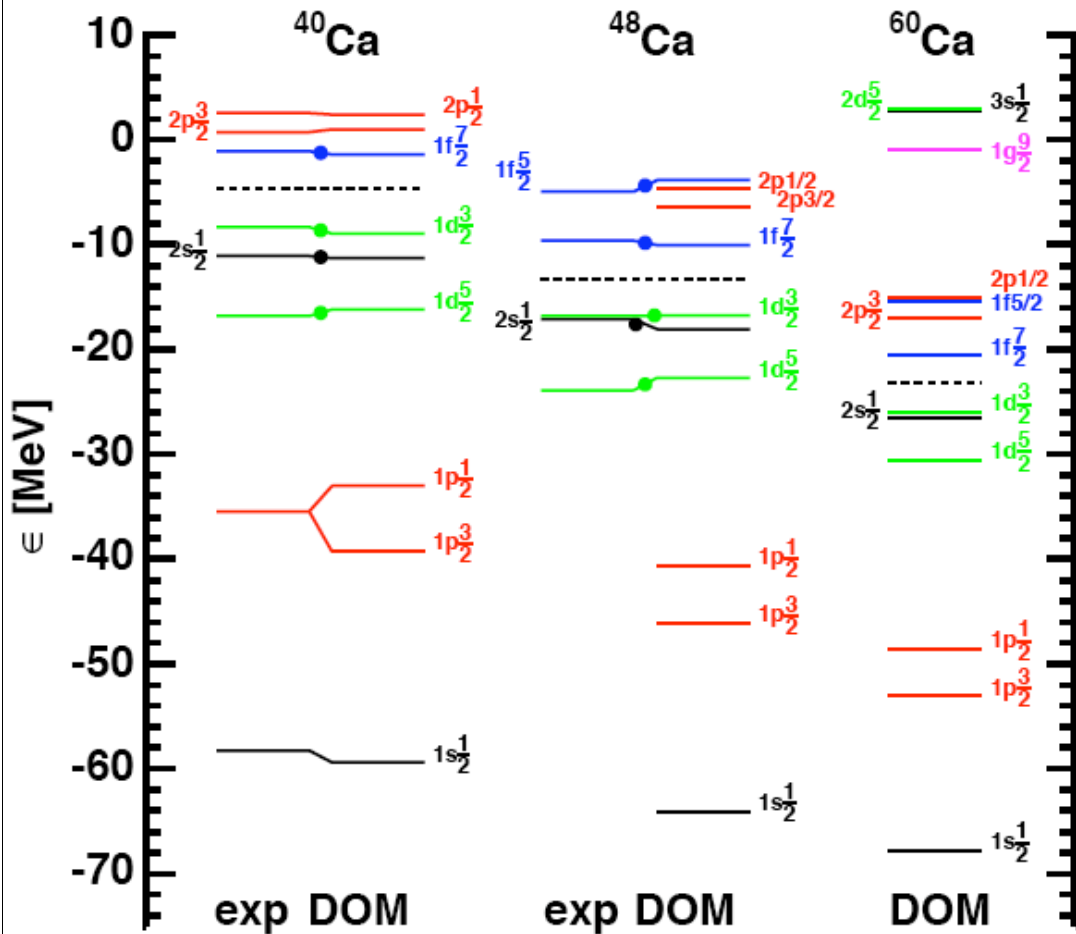 ⁴⁰Ca ⁴⁸Ca ⁶⁰Ca
ϵ [MeV]
10
0
-10
-20
-30
-40
-50
-60
-70
2p3/2
2p1/2
1f7/2
1d3/2
2s1/2
1d5/2
1p1/2
1p3/2
1s1/2
1f5/2
2p1/2
2p3/2
1f7/2
1d3/2
2s1/2
1d5/2
1p1/2
1p3/2
1s1/2
2d5/2
3s1/2
1g9/2
2p1/2
2p3/2
1f5/2
1f7/2
1d3/2
2s1/2
1d5/2
1p1/2
1p3/2
1s1/2
exp DOM exp DOM DOM